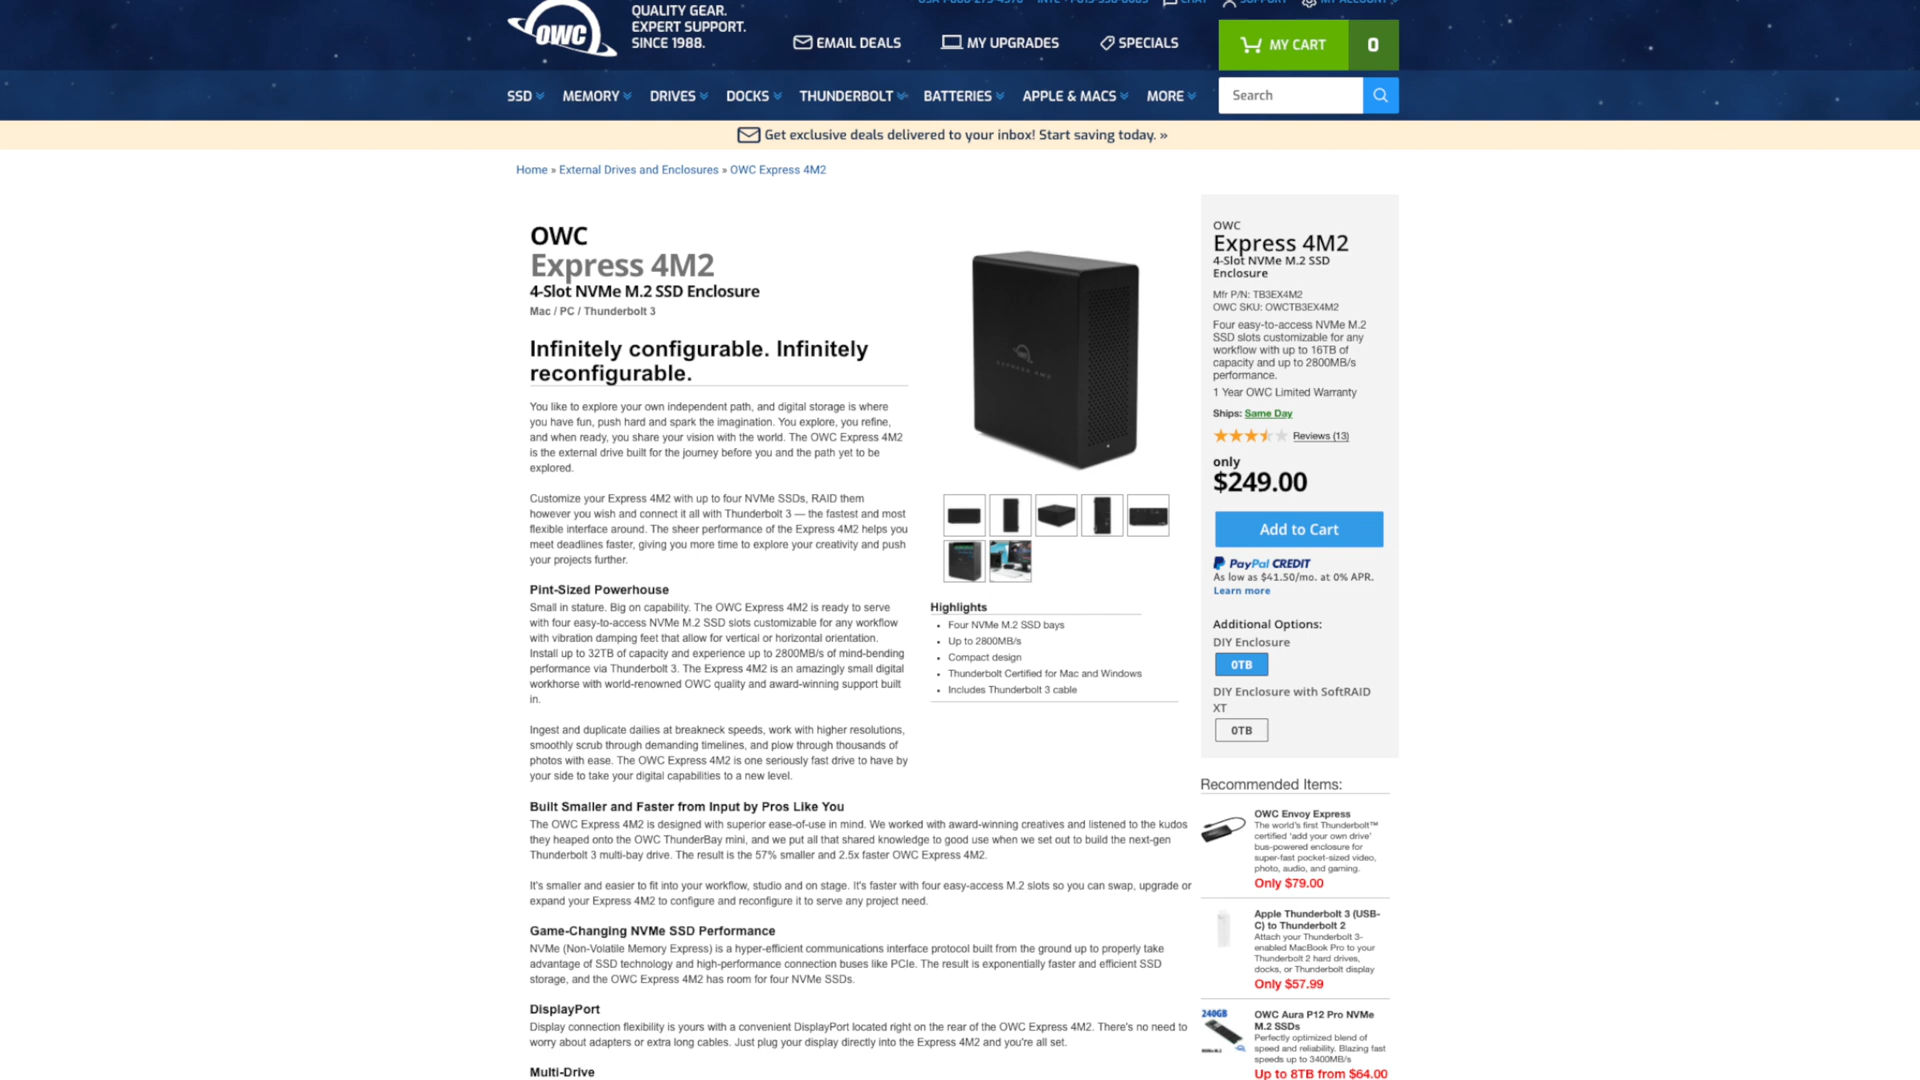 QUALITY GEAR.
EXPERT SUPPORT.
SINCE 1988.
OWC
CHAT
SUPPORT
MY ACCOUNT
EMAIL DEALS
MY UPGRADES
SPECIALS
MY CART
0
SSD
MEMORY
DRIVES
DOCKS
THUNDERBOLT
BATTERIES
APPLE & MACS
MORE
Search
Get exclusive deals delivered to your inbox! Start saving today. »
Home » External Drives and Enclosures » OWC Express 4M2
OWC
Express 4M2
4-Slot NVMe M.2 SSD Enclosure
Mac / PC / Thunderbolt 3
Infinitely configurable. Infinitely
reconfigurable.
You like to explore your own independent path, and digital storage is where
you have fun, push hard and spark the imagination. You explore, you refine,
and when ready, you share your vision with the world. The OWC Express 4M2
is the external drive built for the journey before you and the path yet to be
explored.
Customize your Express 4M2 with up to four NVMe SSDs, RAID them
however you wish and connect it all with Thunderbolt 3 — the fastest and most
flexible interface around. The sheer performance of the Express 4M2 helps you
meet deadlines faster, giving you more time to explore your creativity and push
your projects further.
Pint-Sized Powerhouse
Small in stature. Big on capability. The OWC Express 4M2 is ready to serve
with four easy-to-access NVMe M.2 SSD slots customizable for any workflow
with vibration damping feet that allow for vertical or horizontal orientation.
Install up to 32TB of capacity and experience up to 2800MB/s of mind-bending
performance via Thunderbolt 3. The Express 4M2 is an amazingly small digital
workhorse with world-renowned OWC quality and award-winning support built
in.
Ingest and duplicate dailies at breakneck speeds, work with higher resolutions,
smoothly scrub through demanding timelines, and plow through thousands of
photos with ease. The OWC Express 4M2 is one seriously fast drive to have by
your side to take your digital capabilities to a new level.
EXPRESS 4M2
Highlights
• Four NVMe M.2 SSD bays
• Up to 2800MB/s
• Compact design
• Thunderbolt Certified for Mac and Windows
• Includes Thunderbolt 3 cable
Built Smaller and Faster from Input by Pros Like You
The OWC Express 4M2 is designed with superior ease-of-use in mind. We worked with award-winning creatives and listened to the kudos
they heaped onto the OWC ThunderBay mini, and we put all that shared knowledge to good use when we set out to build the next-gen
Thunderbolt 3 multi-bay drive. The result is the 57% smaller and 2.5x faster OWC Express 4M2.
It's smaller and easier to fit into your workflow, studio and on stage. It's faster with four easy-access M.2 slots so you can swap, upgrade or
expand your Express 4M2 to configure and reconfigure it to serve any project need.
Game-Changing NVMe SSD Performance
NVMe (Non-Volatile Memory Express) is a hyper-efficient communications interface protocol built from the ground up to properly take
advantage of SSD technology and high-performance connection buses like PCIe. The result is exponentially faster and efficient SSD
storage, and the OWC Express 4M2 has room for four NVMe SSDs.
DisplayPort
Display connection flexibility is yours with a convenient DisplayPort located right on the rear of the OWC Express 4M2. There's no need to
worry about adapters or extra long cables. Just plug your display directly into the Express 4M2 and you're all set.
Multi-Drive
OWC
Express 4M2
4-Slot NVMe M.2 SSD
Enclosure
Mfr P/N: TB3EX4M2
OWC SKU: OWCTB3EX4M2
Four easy-to-access NVMe M.2
SSD slots customizable for any
workflow with up to 16TB of
capacity and up to 2800MB/s
performance.
1 Year OWC Limited Warranty
Ships: Same Day
Reviews (13)
only
$249.00
Add to Cart
PayPal CREDIT
As low as $41.50/mo. at 0% APR.
Learn more
Additional Options:
DIY Enclosure
0TB
DIY Enclosure with SoftRAID
XT
0TB
Recommended Items:
OWC Envoy Express
The world's first Thunderbolt™
certified 'add your own drive'
bus-powered enclosure for
super-fast pocket-sized video,
photo, audio, and gaming.
Only $79.00
Apple Thunderbolt 3 (USB-
C) to Thunderbolt 2
Attach your Thunderbolt 3-
enabled MacBook Pro to your
Thunderbolt 2 hard drives,
docks, or Thunderbolt display
Only $57.99
240GB
OWC Aura P12 Pro NVMe
M.2 SSDs
Perfectly optimized blend of
speed and reliability. Blazing fast
speeds up to 3400MB/s
Up to 8TB from $64.00